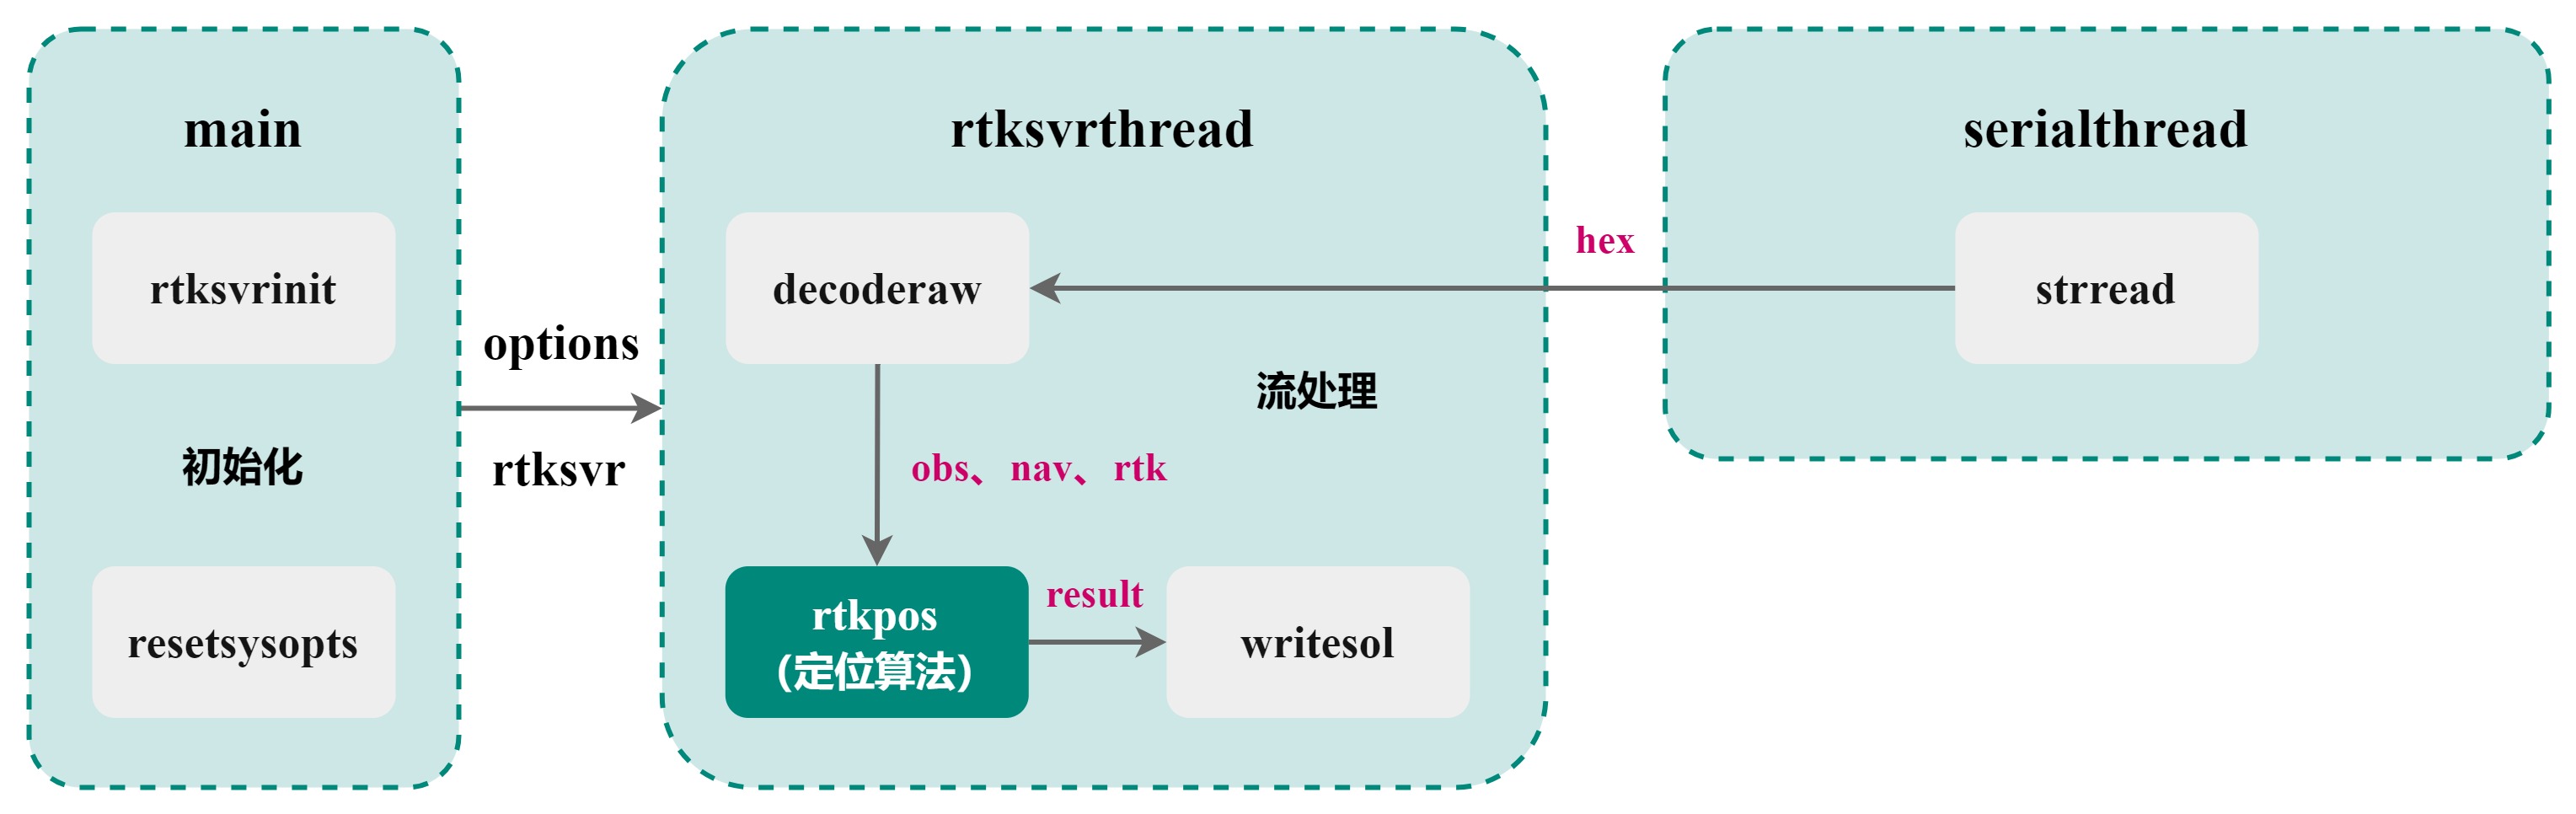 main
rtksvrinit
初始化
resetsysopts
options
rtksvr
rtksvrthread
decoderaw
流处理
obs、nav、rtk
rtkpos
(定位算法)
result
writesol
hex
serialthread
strread